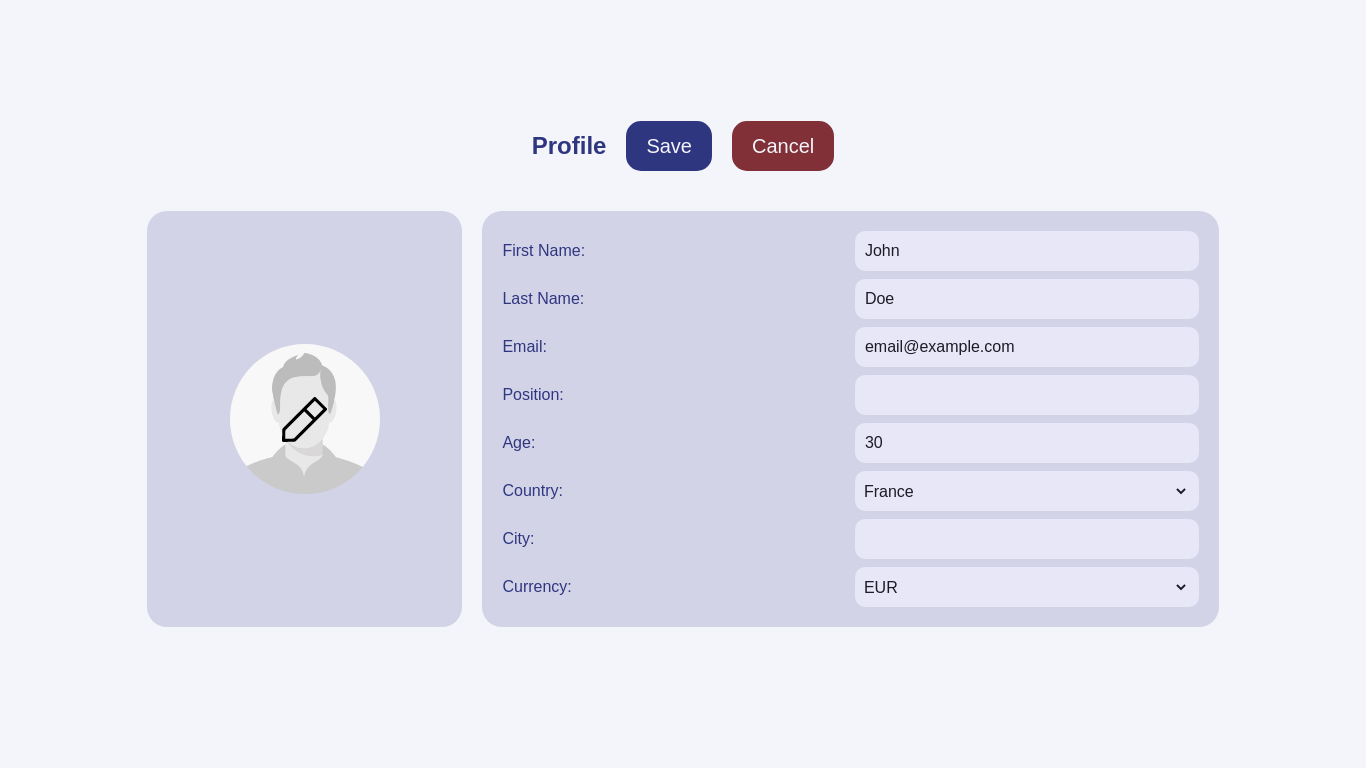 Profile Save Cancel
First Name: John
Last Name: Doe
Email: email@example.com
Position:
Age: 30
Country: France
City:
Currency: EUR